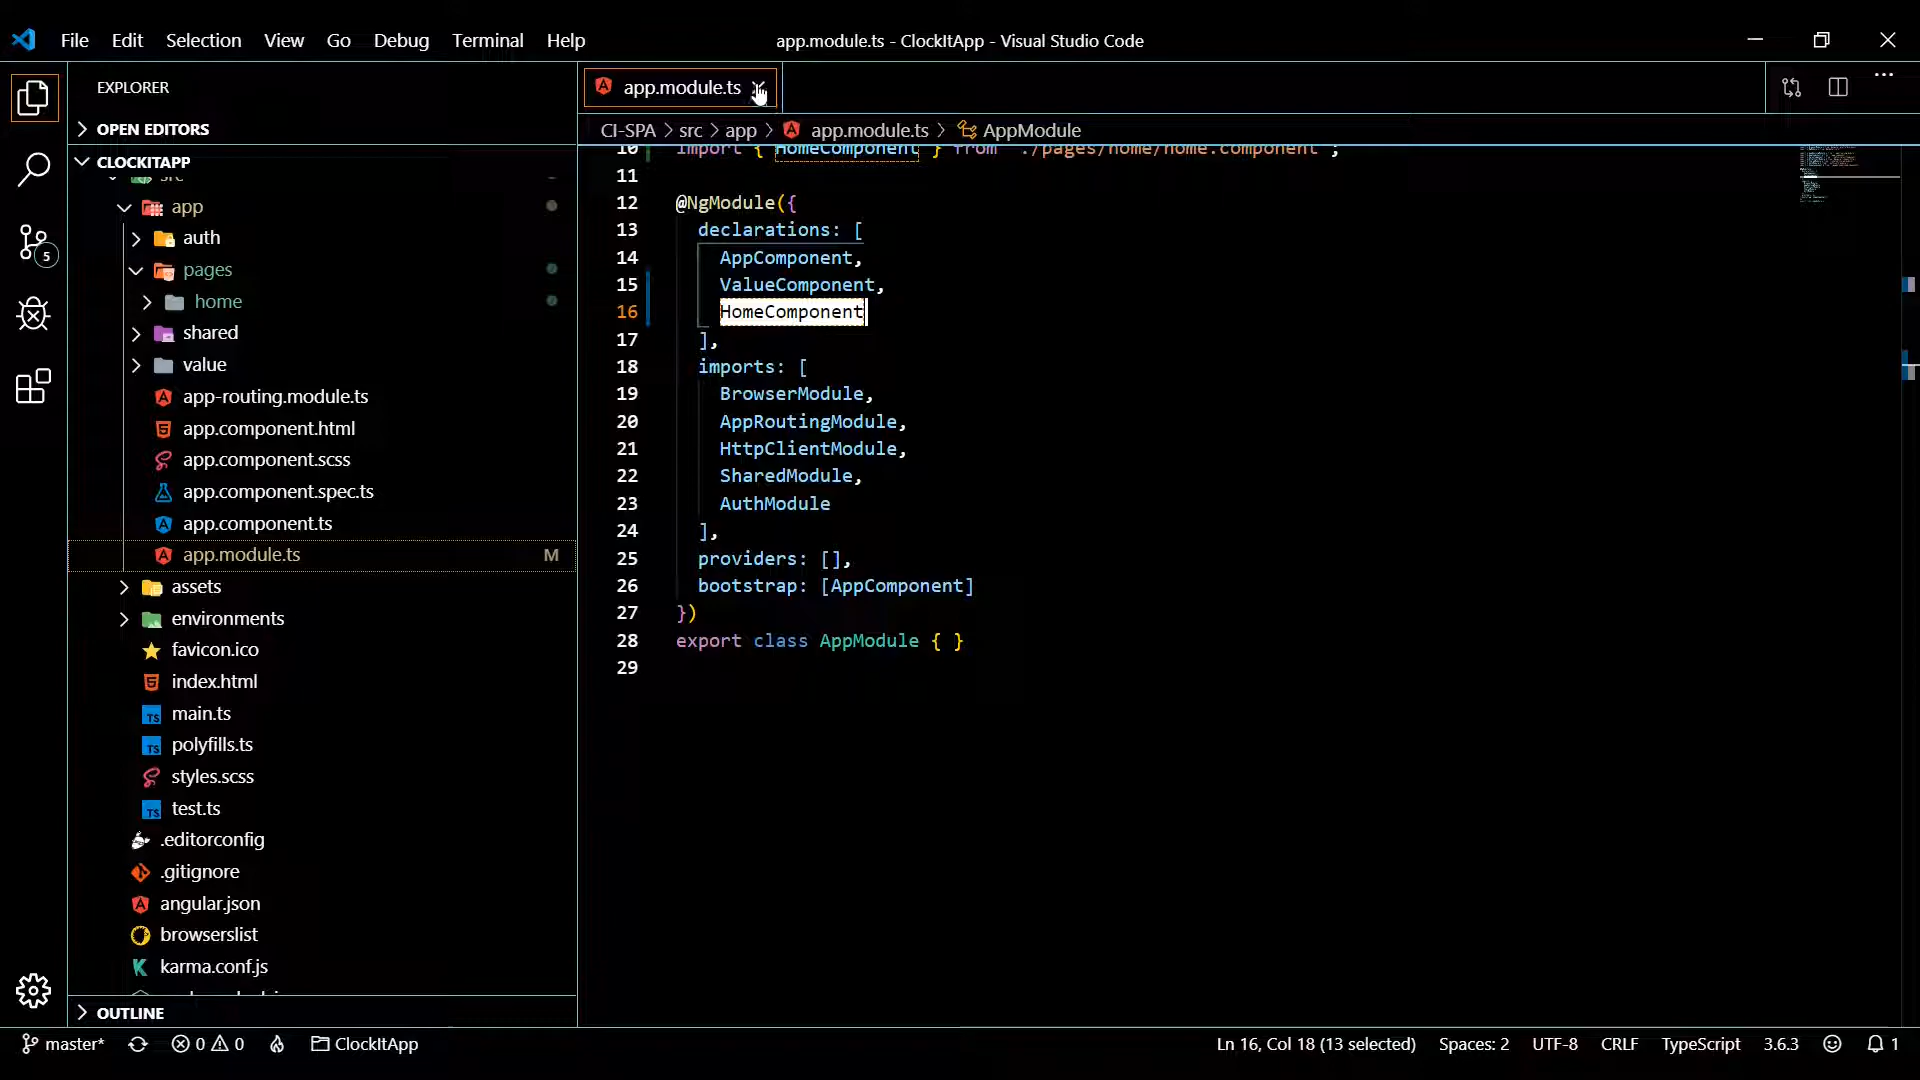 File Edit Selection View Go Debug Terminal Help
app.module.ts - ClockItApp - Visual Studio Code
EXPLORER
OPEN EDITORS
CLOCKITAPP
src
app
auth
pages
home
shared
value
app-routing.module.ts
app.component.html
app.component.scss
app.component.spec.ts
app.component.ts
app.module.ts M
assets
environments
favicon.ico
index.html
main.ts
polyfills.ts
styles.scss
test.ts
.editorconfig
.gitignore
angular.json
browserslist
karma.conf.js
OUTLINE
5
app.module.ts
CI-SPA > src > app > app.module.ts > AppModule
10 import { HomeComponent } from './pages/home/home.component';
11
12 @NgModule({
13 declarations: [
14 AppComponent,
15 ValueComponent,
16 HomeComponent
17 ],
18 imports: [
19 BrowserModule,
20 AppRoutingModule,
21 HttpClientModule,
22 SharedModule,
23 AuthModule
24 ],
25 providers: [],
26 bootstrap: [AppComponent]
27 })
28 export class AppModule { }
29
master* 0 0 ClockItApp
Ln 16, Col 18 (13 selected) Spaces: 2 UTF-8 CRLF TypeScript 3.6.3 1